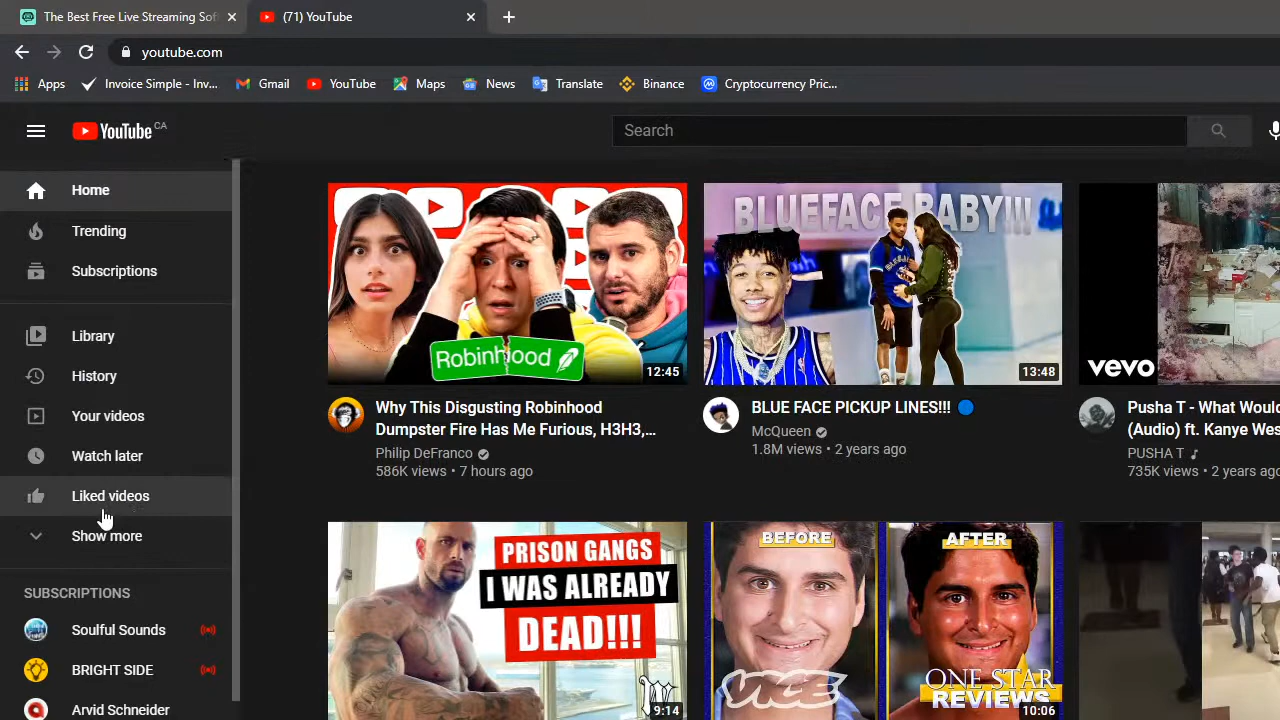 The Best Free Live Streaming Sof
(71) YouTube
youtube.com
Apps
Invoice Simple - Inv...
Gmail
YouTube
Maps
News
Translate
Binance
Cryptocurrency Pric...
YouTube CA
Search
Home
Trending
Subscriptions
Library
History
Your videos
Watch later
Liked videos
Show more
SUBSCRIPTIONS
Soulful Sounds
BRIGHT SIDE
Arvid Schneider
Robinhood
12:45
Why This Disgusting Robinhood
Dumpster Fire Has Me Furious, H3H3,...
Philip DeFranco
586K views • 7 hours ago
BLUEFACE BABY!!!
13:48
BLUE FACE PICKUP LINES!!!
McQueen
1.8M views • 2 years ago
vevo
Pusha T - What Would
(Audio) ft. Kanye Wes
PUSHA T
735K views • 2 years ago
PRISON GANGS
I WAS ALREADY
DEAD!!!
9:14
BEFORE
AFTER
VICE
ONE STAR
REVIEWS
10:06